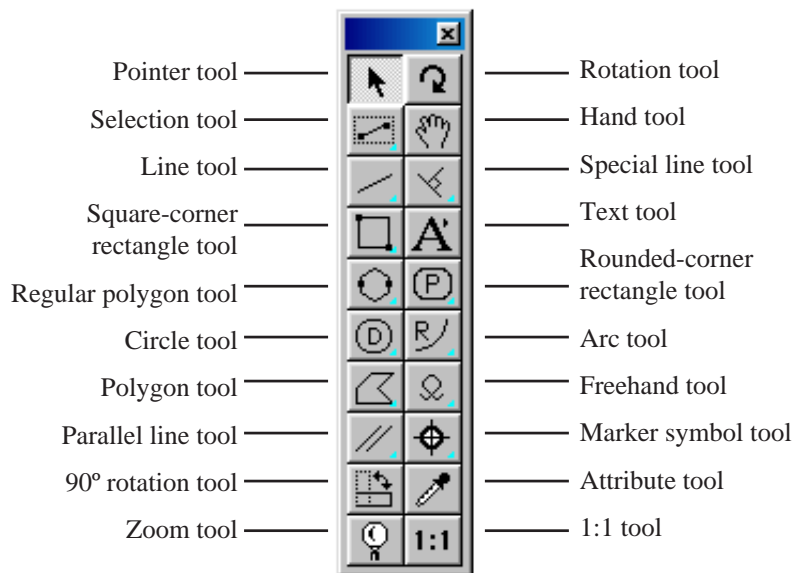 Pointer tool
Rotation tool
Selection tool
Hand tool
Line tool
Special line tool
Square-corner
rectangle tool
Text tool
A
Rounded-corner
rectangle tool
Regular polygon tool
P
Circle tool
D
R
Arc tool
Polygon tool
Freehand tool
Parallel line tool
Marker symbol tool
90º rotation tool
Attribute tool
Zoom tool
1:1
1:1 tool